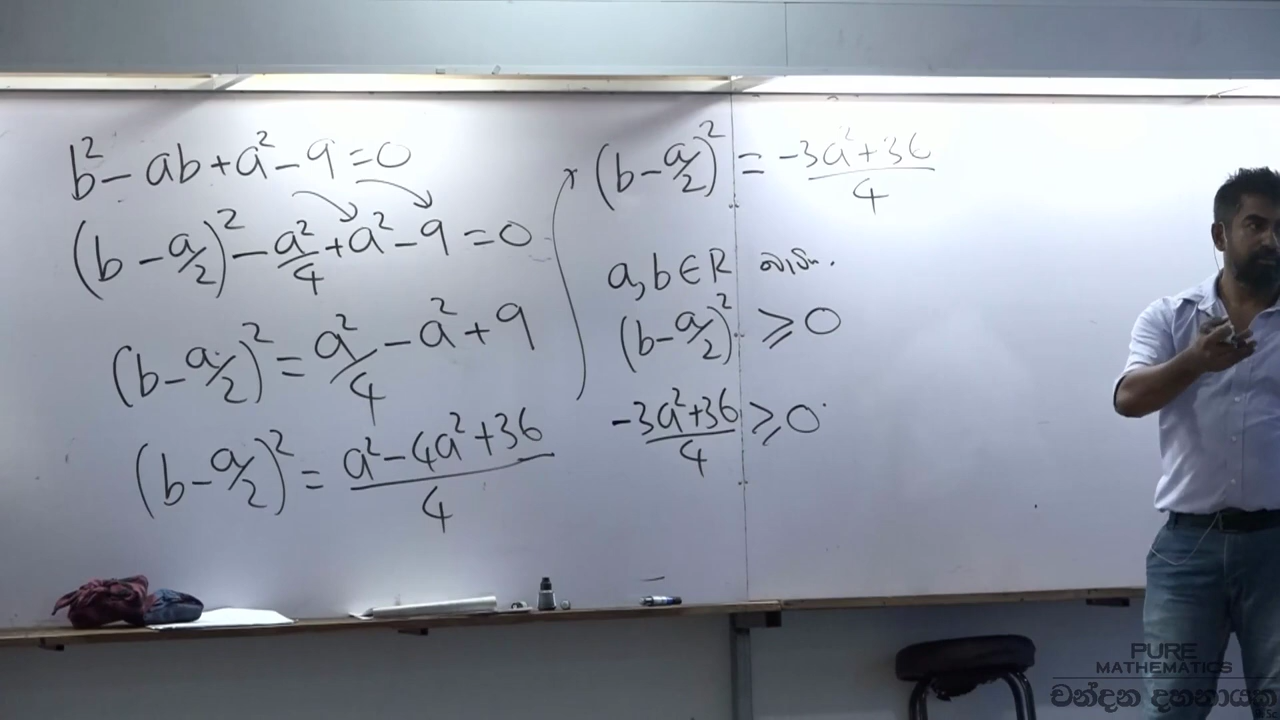 b² - ab + a² - 9 = 0
(b - a/2)² - a²/4 + a² - 9 = 0
(b - a/2)² = a²/4 - a² + 9
(b - a/2)² = (a² - 4a² + 36)/4
(b - a/2)² = (-3a² + 36)/4
a, b ∈ R
(b - a/2)² ≥ 0
(-3a² + 36)/4 ≥ 0
PURE
MATHEMATICS
චන්දන දහනායක